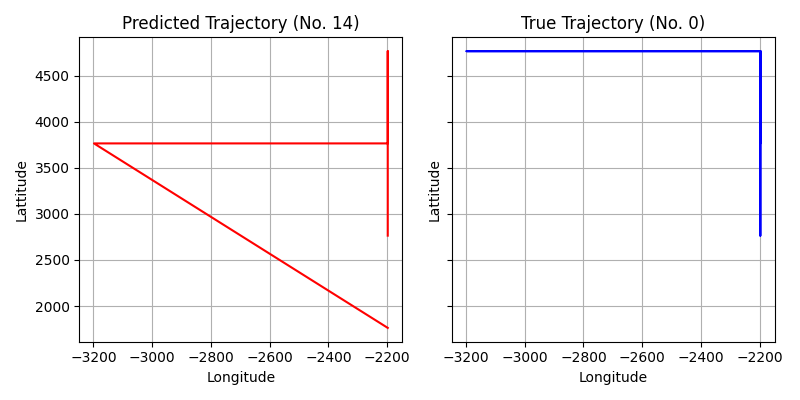 Predicted Trajectory (No. 14)
True Trajectory (No. 0)
4500
4000
3500
3000
2500
2000
Lattitude
Lattitude
−3200 −3000 −2800 −2600 −2400 −2200
−3200 −3000 −2800 −2600 −2400 −2200
Longitude
Longitude